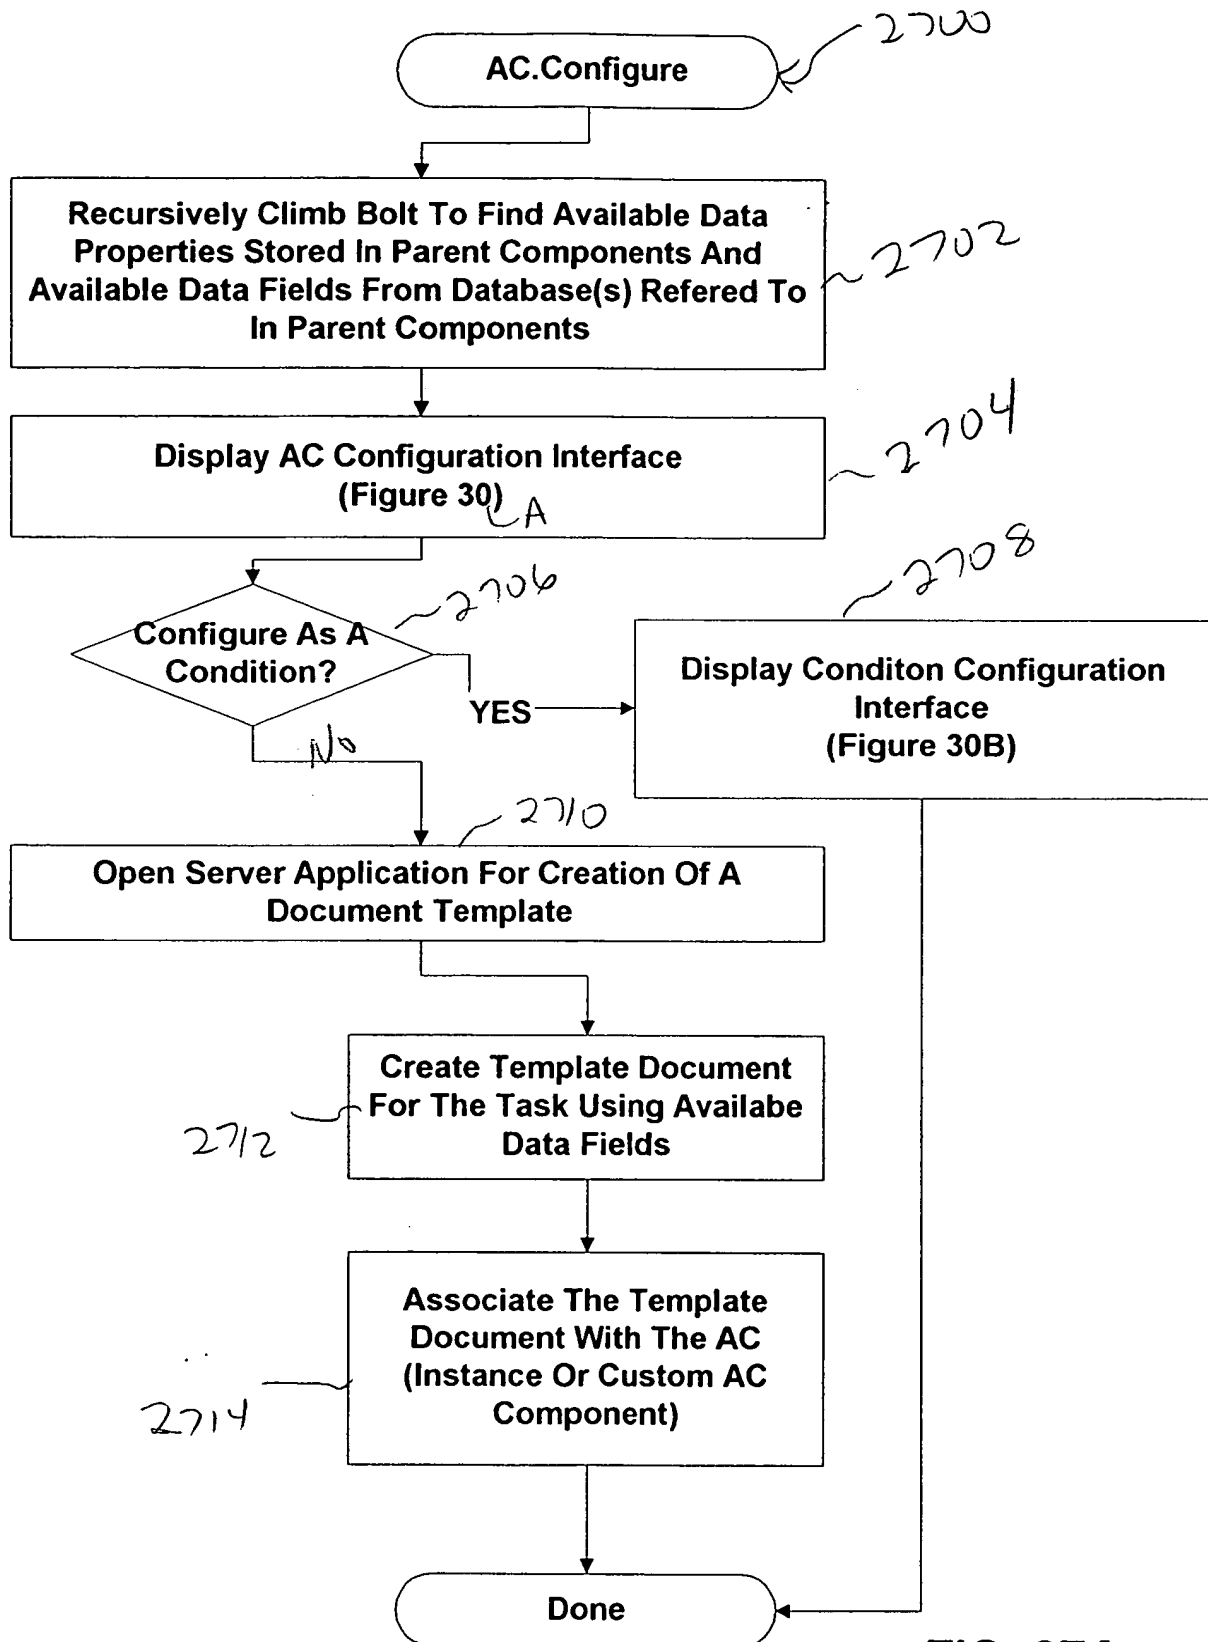 2700
AC.Configure
Recursively Climb Bolt To Find Available Data
Properties Stored In Parent Components And
Available Data Fields From Database(s) Refered To
In Parent Components
2702
Display AC Configuration Interface
(Figure 30)
A
2704
Configure As A
Condition?
2706
YES
No
2708
Display Conditon Configuration
Interface
(Figure 30B)
2710
Open Server Application For Creation Of A
Document Template
Create Template Document
For The Task Using Availabe
Data Fields
2712
Associate The Template
Document With The AC
(Instance Or Custom AC
Component)
2714
Done